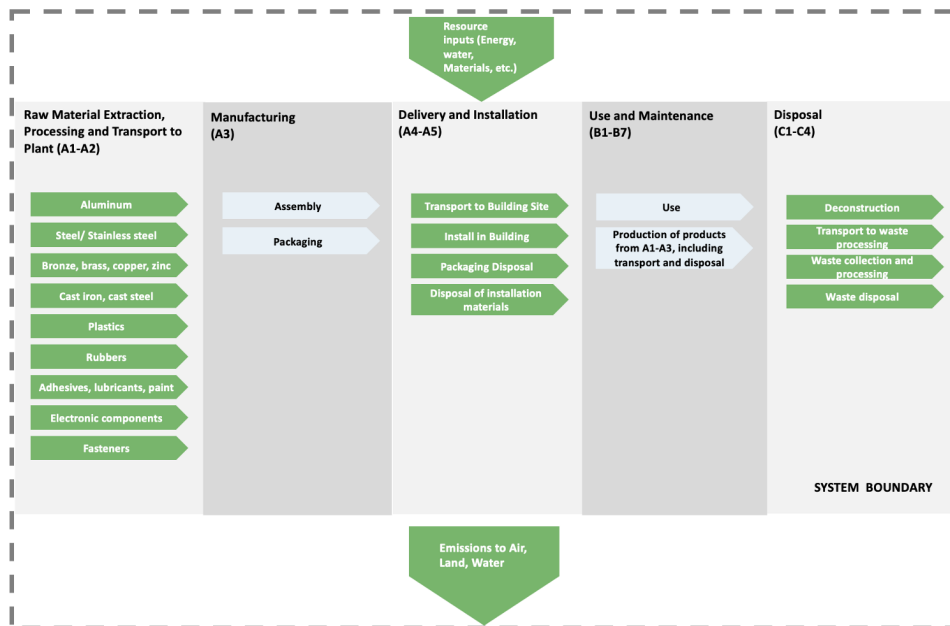 Resource
inputs (Energy,
water,
Materials, etc.)
Raw Material Extraction,
Processing and Transport to
Plant (A1-A2)
Aluminum
Steel/ Stainless steel
Bronze, brass, copper, zinc
Cast iron, cast steel
Plastics
Rubbers
Adhesives, lubricants, paint
Electronic components
Fasteners
Manufacturing
(A3)
Assembly
Packaging
Delivery and Installation
(A4-A5)
Transport to Building Site
Install in Building
Packaging Disposal
Disposal of installation
materials
Use and Maintenance
(B1-B7)
Use
Production of products
from A1-A3, including
transport and disposal
Disposal
(C1-C4)
Deconstruction
Transport to waste
processing
Waste collection and
processing
Waste disposal
SYSTEM BOUNDARY
Emissions to Air,
Land, Water